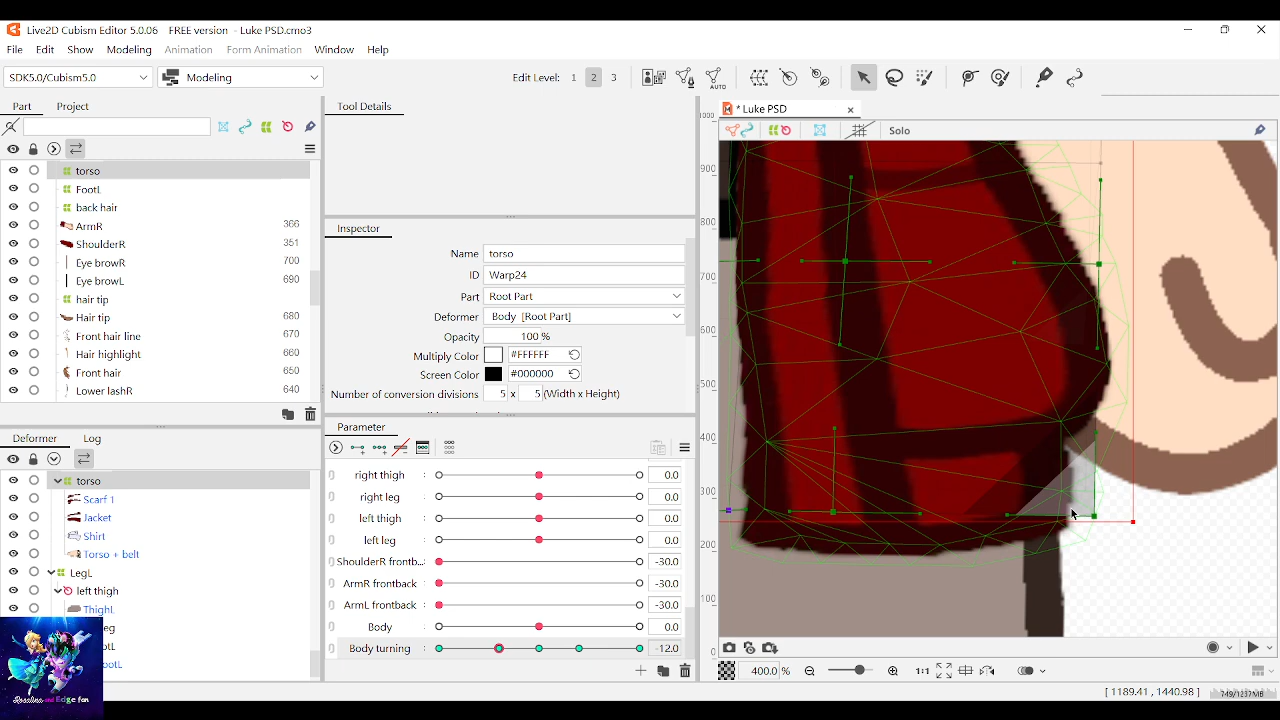 Live2D Cubism Editor 5.0.06 FREE version - Luke PSD.cmo3
File Edit Show Modeling Animation Form Animation Window Help
SDK5.0/Cubism5.0 Modeling Edit Level: 1 2 3
AUTO
Part Project Tool Details * Luke PSD
Solo
torso
FootL
back hair
ArmR 366
ShoulderR 351
Eye browR 700
Eye browL 690
hair tip
Hair tip 680
Front hair line 670
Hair highlight 660
Front hair 650
Lower lashR 640
Inspector
Name torso
ID Warp24
Part Root Part
Deformer Body [Root Part]
Opacity 100 %
Multiply Color #FFFFFF
Screen Color #000000
Number of conversion divisions 5 x 5 (Width x Height)
Parameter
right thigh : 0.0
right leg : 0.0
left thigh : 0.0
left leg : 0.0
ShoulderR frontb... -30.0
ArmR frontback : -30.0
ArmL frontback : -30.0
Body : 0.0
Body turning : -12.0
Deformer Log
torso
Scarf 1
Jacket
Shirt
Torso + belt
LegL
left thigh
ThighL
1000
900
800
700
600
500
400
300
200
100
0
400.0 % 1:1
[ 1189.41 , 1440.98 ] 749/1237MB